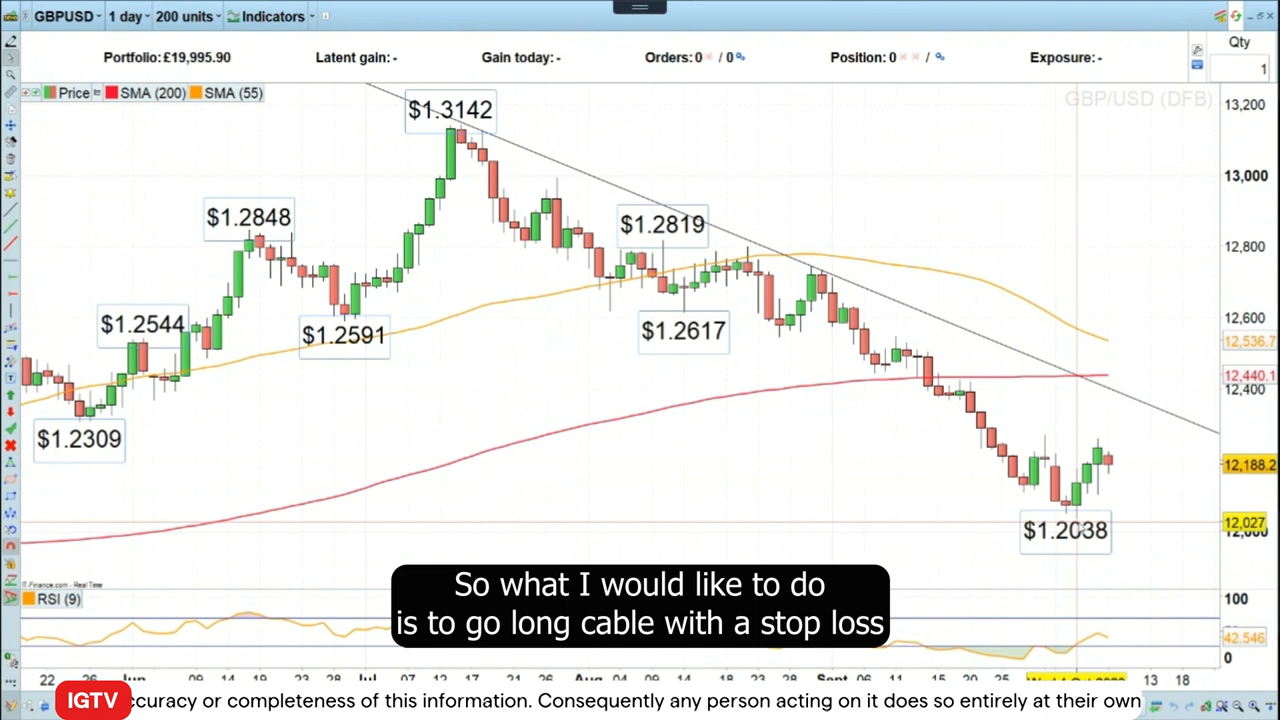 GBPUSD 1 day 200 units Indicators
Portfolio: £19,995.90 Latent gain: - Gain today: - Orders: 0 / 0 Position: 0 / Exposure: - Qty
1
Price SMA (200) SMA (55)
GBP/USD (DFB)
13,200
$1.3142
13,000
$1.2848
$1.2819
12,800
$1.2544
$1.2591
$1.2617
12,600
12,536.7
12,440.1
12,400
$1.2309
12,188.2
12,027
$1.2038
IT-Finance.com - Real Time
RSI (9)
100
42.546
0
So what I would like to do
is to go long cable with a stop loss
22 Jun 09 14 19 23 Jul 07 12 17 23 28 Aug 09 14 18 23 28 Sept 06 11 15 20 25 13 18
IGTV
ccuracy or completeness of this information. Consequently any person acting on it does so entirely at their own